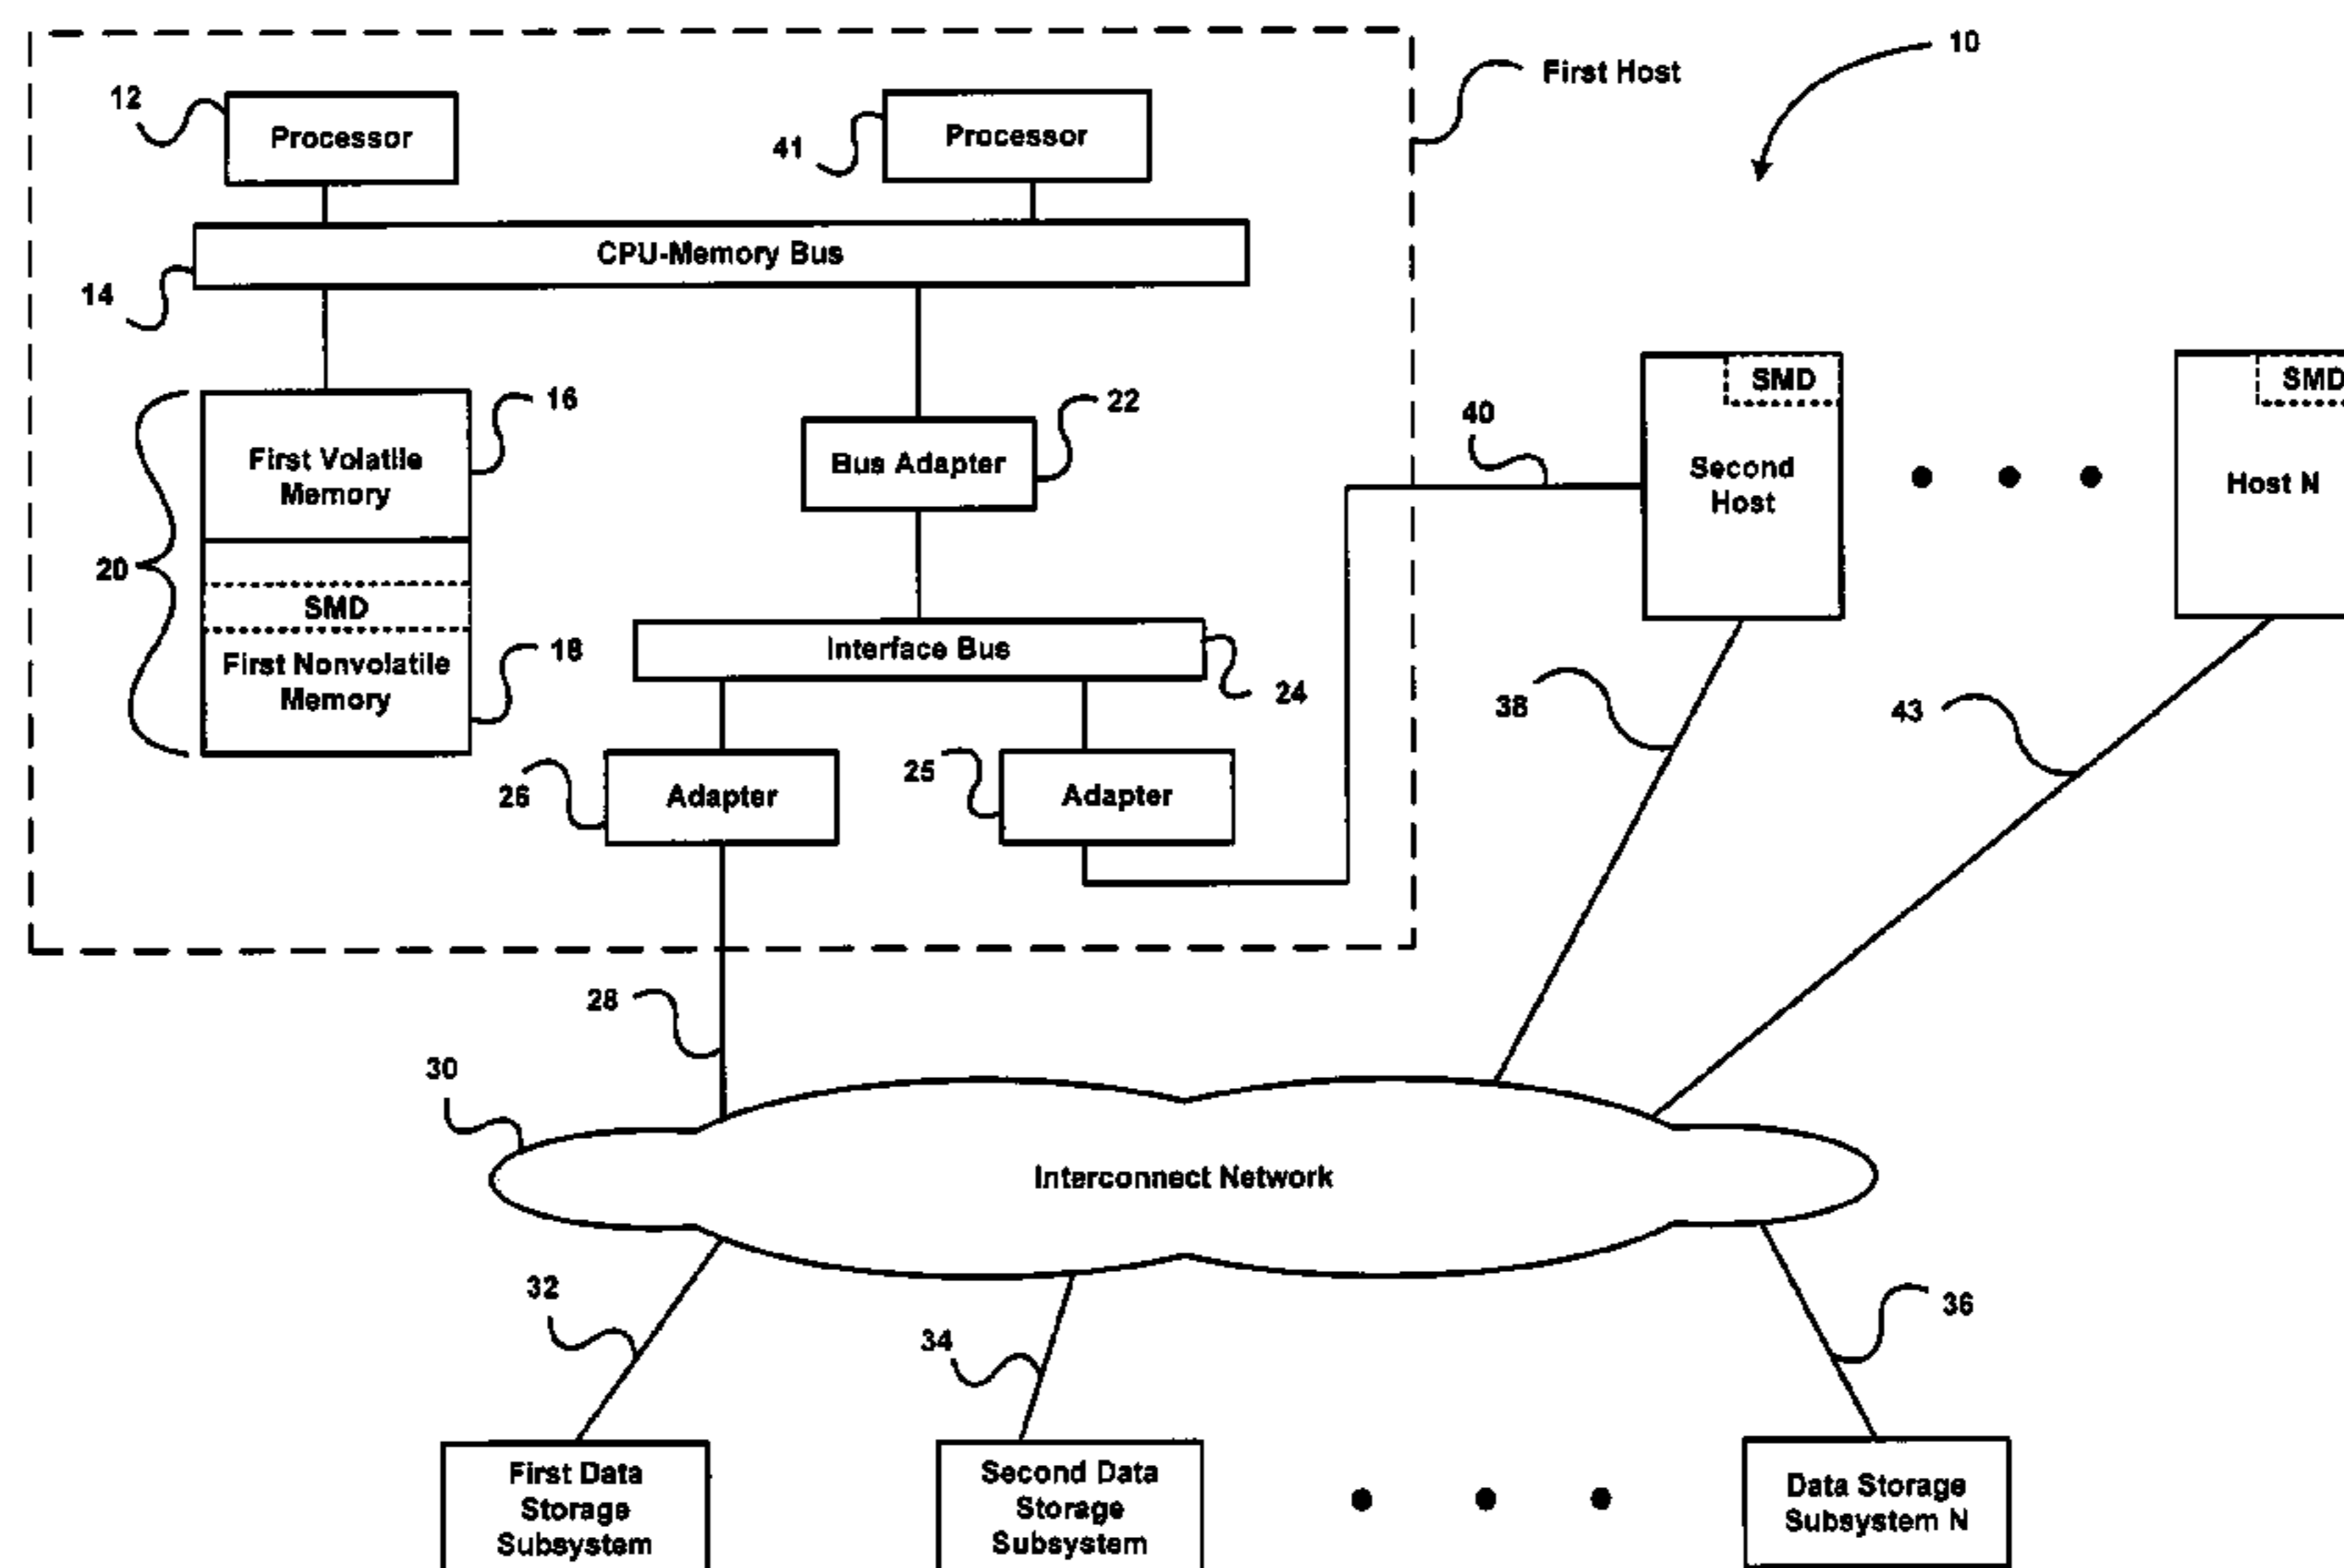 10
First Host
12
Processor
41
Processor
CPU-Memory Bus
14
16
22
40
SMD
SMD
First Volatile
Memory
Bus Adapter
Second
Host
Host N
20
SMD
First Nonvolatile
Memory
18
Interface Bus
24
38
43
26
Adapter
25
Adapter
28
30
Interconnect Network
32
34
36
First Data
Storage
Subsystem
Second Data
Storage
Subsystem
Data Storage
Subsystem N